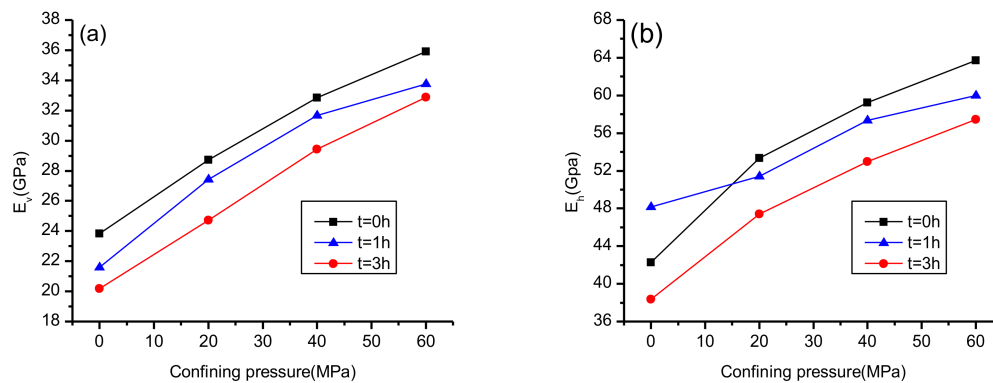 (a)
38
36
34
32
30
28
26
24
22
20
18
E_v(GPa)
t=0h
t=1h
t=3h
0 10 20 30 40 50 60
Confining pressure(MPa)
(b)
68
64
60
56
52
48
44
40
36
E_h(Gpa)
t=0h
t=1h
t=3h
0 10 20 30 40 50 60
Confining pressure(MPa)